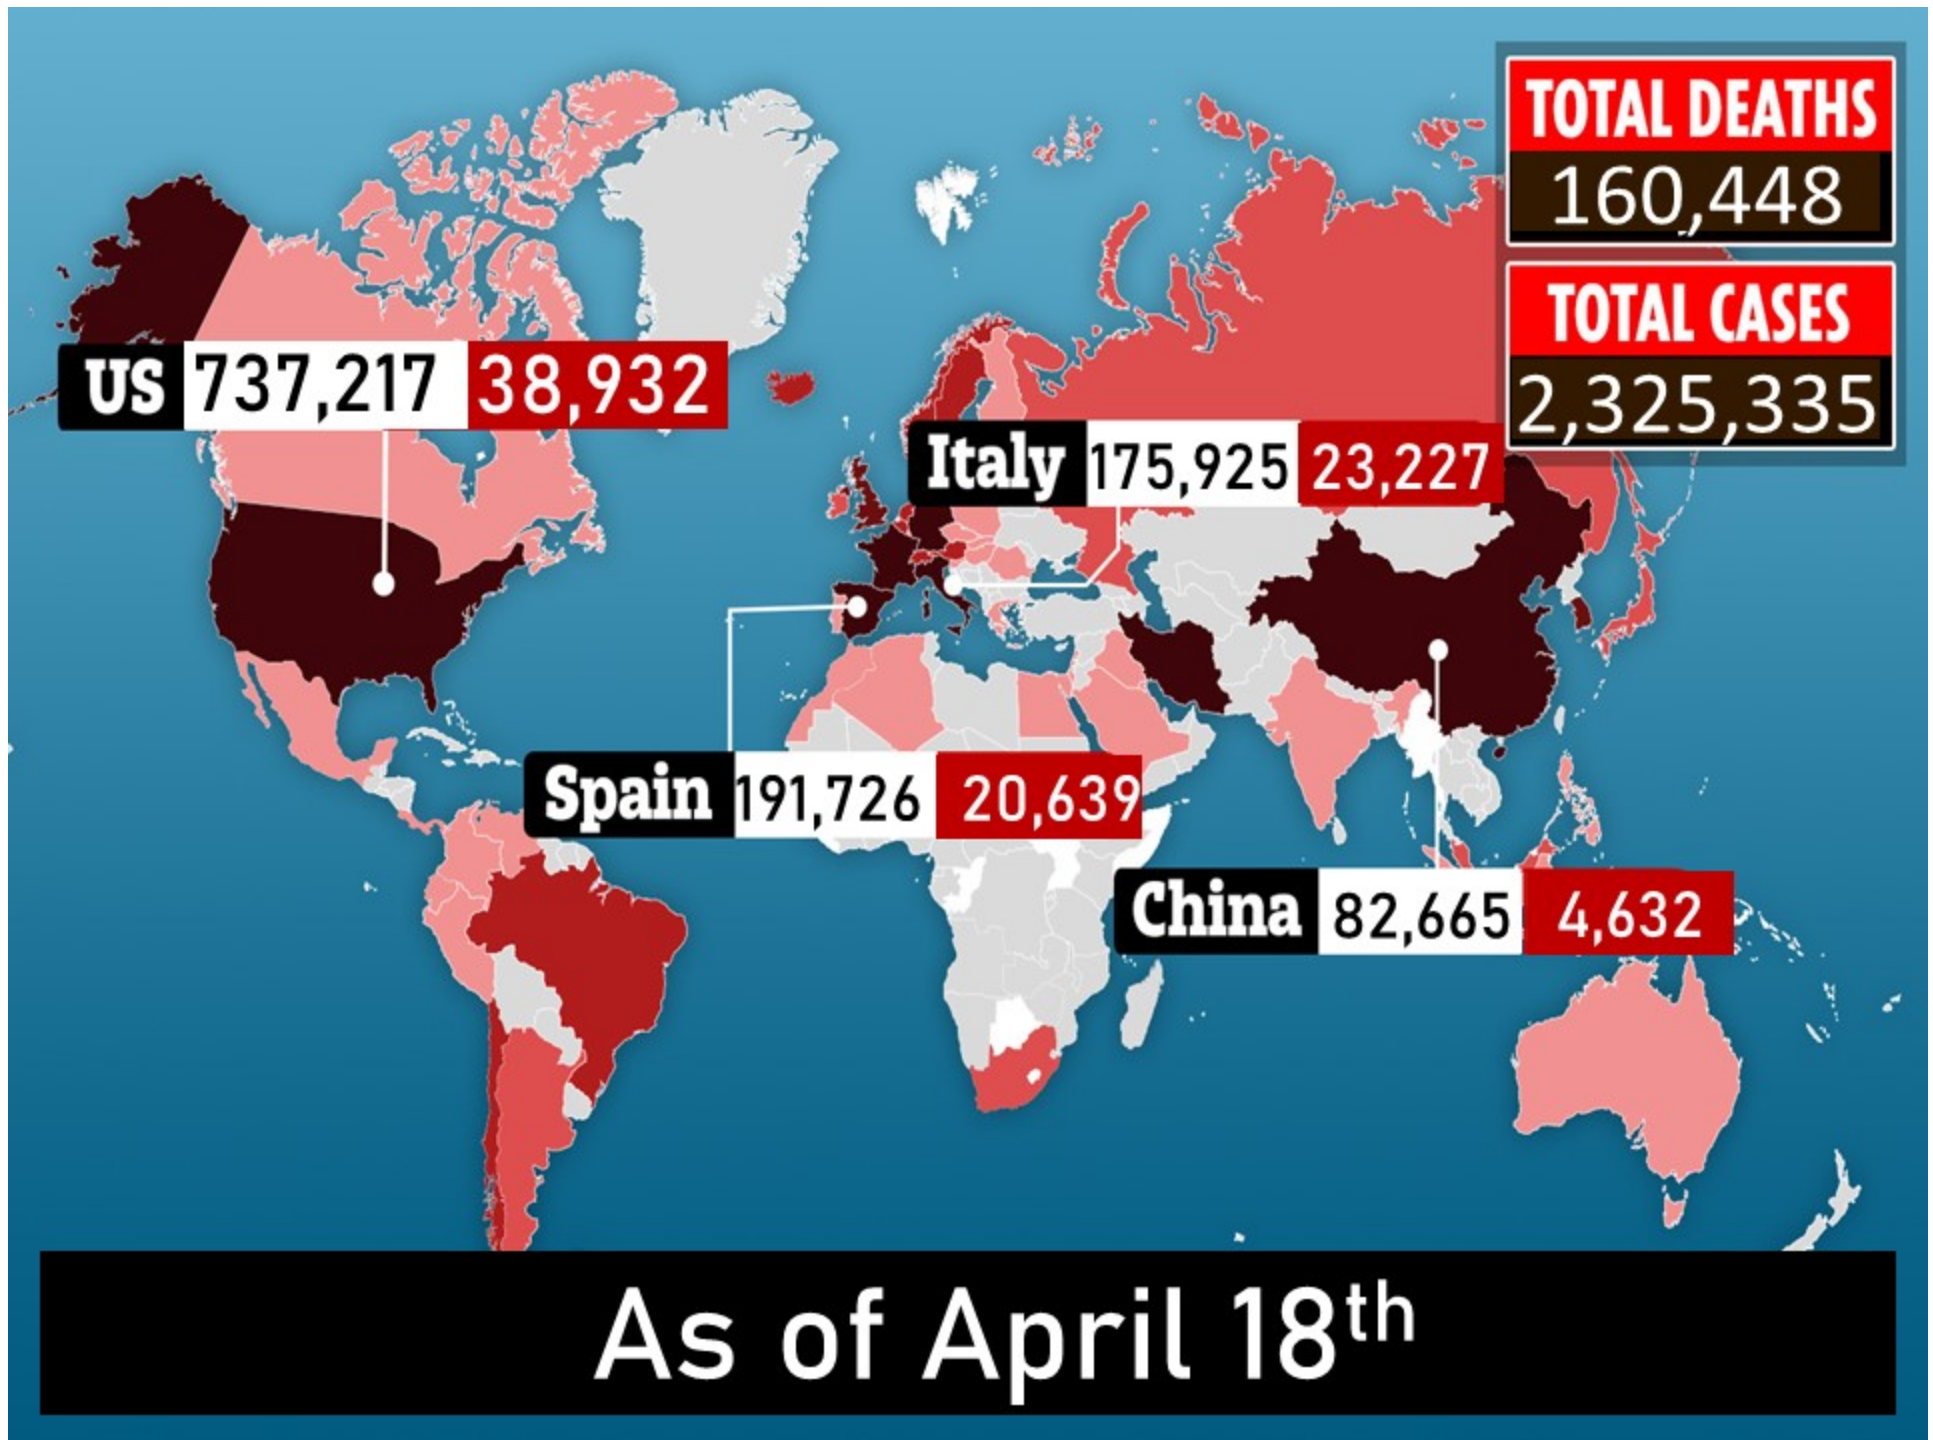 TOTAL DEATHS
160,448
TOTAL CASES
2,325,335
US 737,217 38,932
Italy 175,925 23,227
Spain 191,726 20,639
China 82,665 4,632
As of April 18th